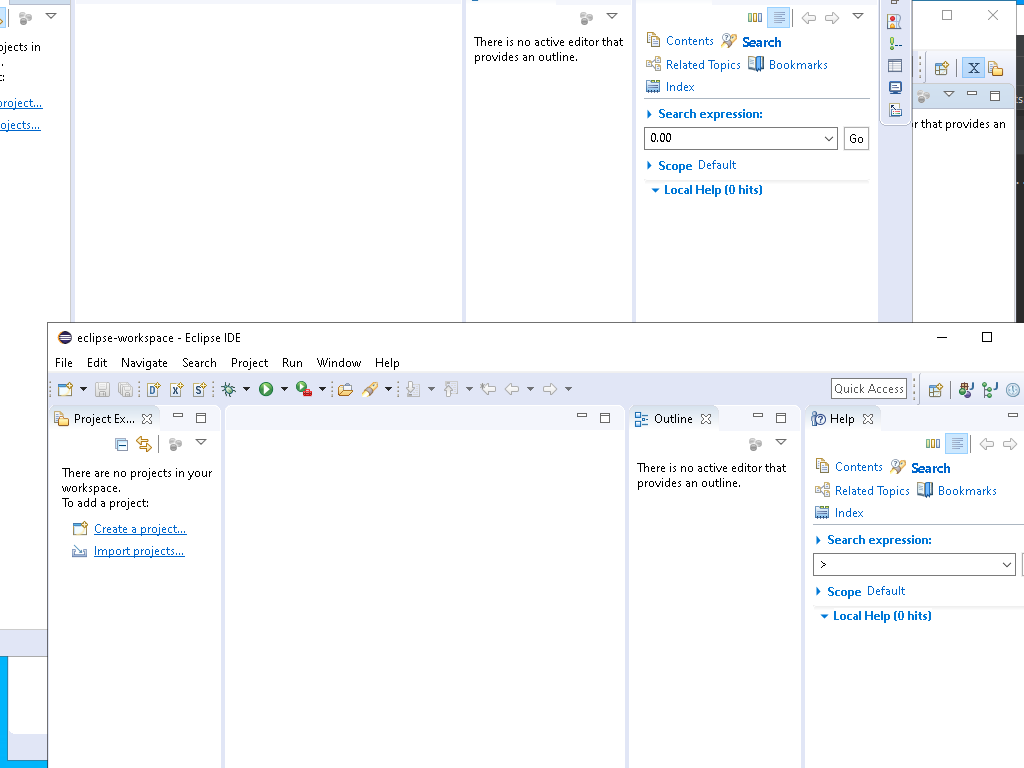 ojects in
project...
ojects...
There is no active editor that
provides an outline.
Contents Search
Related Topics Bookmarks
Index
Search expression:
0.00 Go
Scope Default
Local Help (0 hits)
X
r that provides an
eclipse-workspace - Eclipse IDE
File Edit Navigate Search Project Run Window Help
Quick Access
Project Ex...
Outline
Help
There are no projects in your
workspace.
To add a project:
Create a project...
Import projects...
There is no active editor that
provides an outline.
Contents Search
Related Topics Bookmarks
Index
Search expression:
>
Scope Default
Local Help (0 hits)